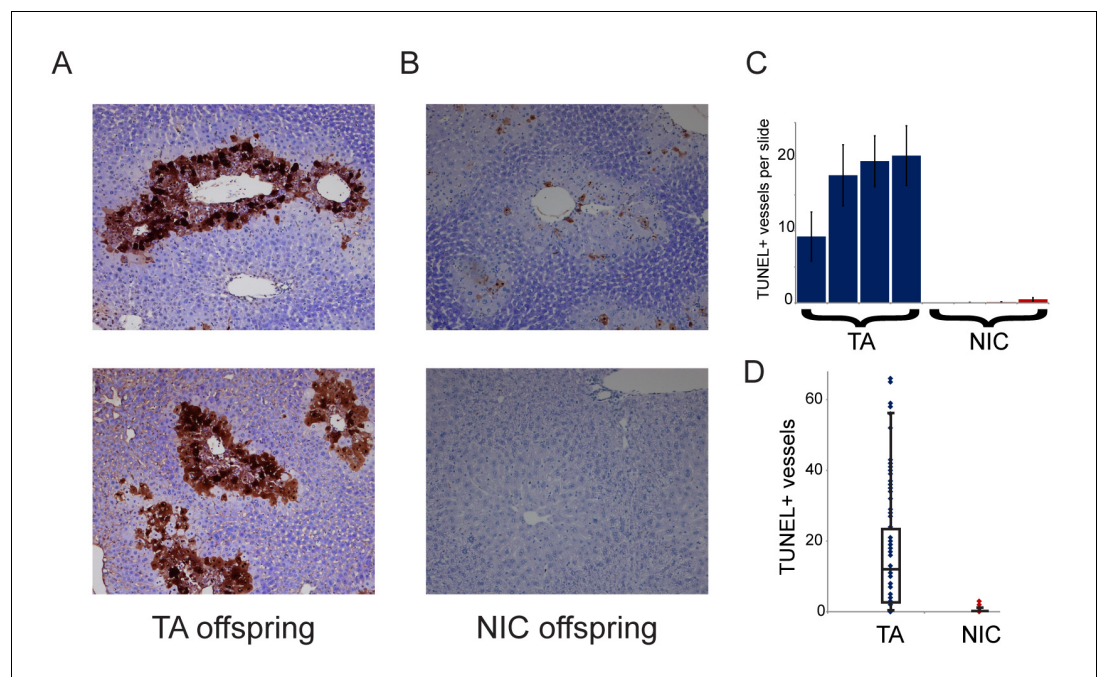 A
B
C
TUNEL+ vessels per slide
20
10
0
TA
NIC
D
TUNEL+ vessels
60
40
20
0
TA
NIC
TA offspring
NIC offspring